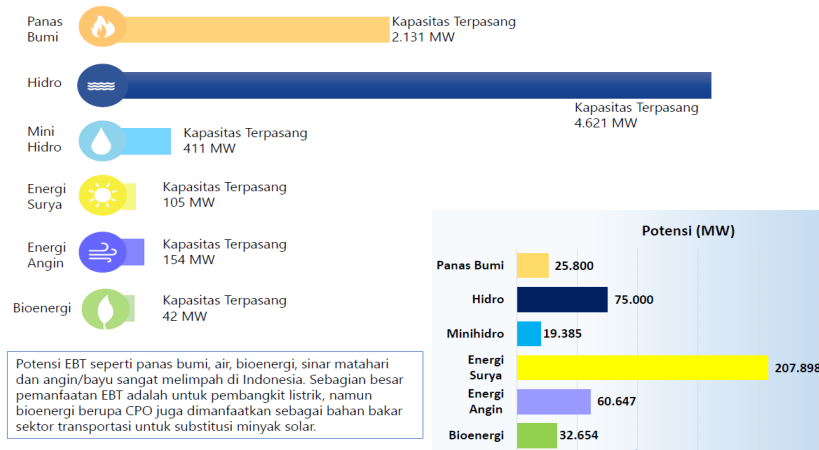 Panas
Bumi
Kapasitas Terpasang
2.131 MW
Hidro
Kapasitas Terpasang
4.621 MW
Mini
Hidro
Kapasitas Terpasang
411 MW
Energi
Surya
Kapasitas Terpasang
105 MW
Energi
Angin
Kapasitas Terpasang
154 MW
Bioenergi
Kapasitas Terpasang
42 MW
Potensi EBT seperti panas bumi, air, bioenergi, sinar matahari
dan angin/bayu sangat melimpah di Indonesia. Sebagian besar
pemanfaatan EBT adalah untuk pembangkit listrik, namun
bioenergi berupa CPO juga dimanfaatkan sebagai bahan bakar
sektor transportasi untuk substitusi minyak solar.
Potensi (MW)
Panas Bumi
25.800
Hidro
75.000
Minihidro
19.385
Energi
Surya
207.898
Energi
Angin
60.647
Bioenergi
32.654